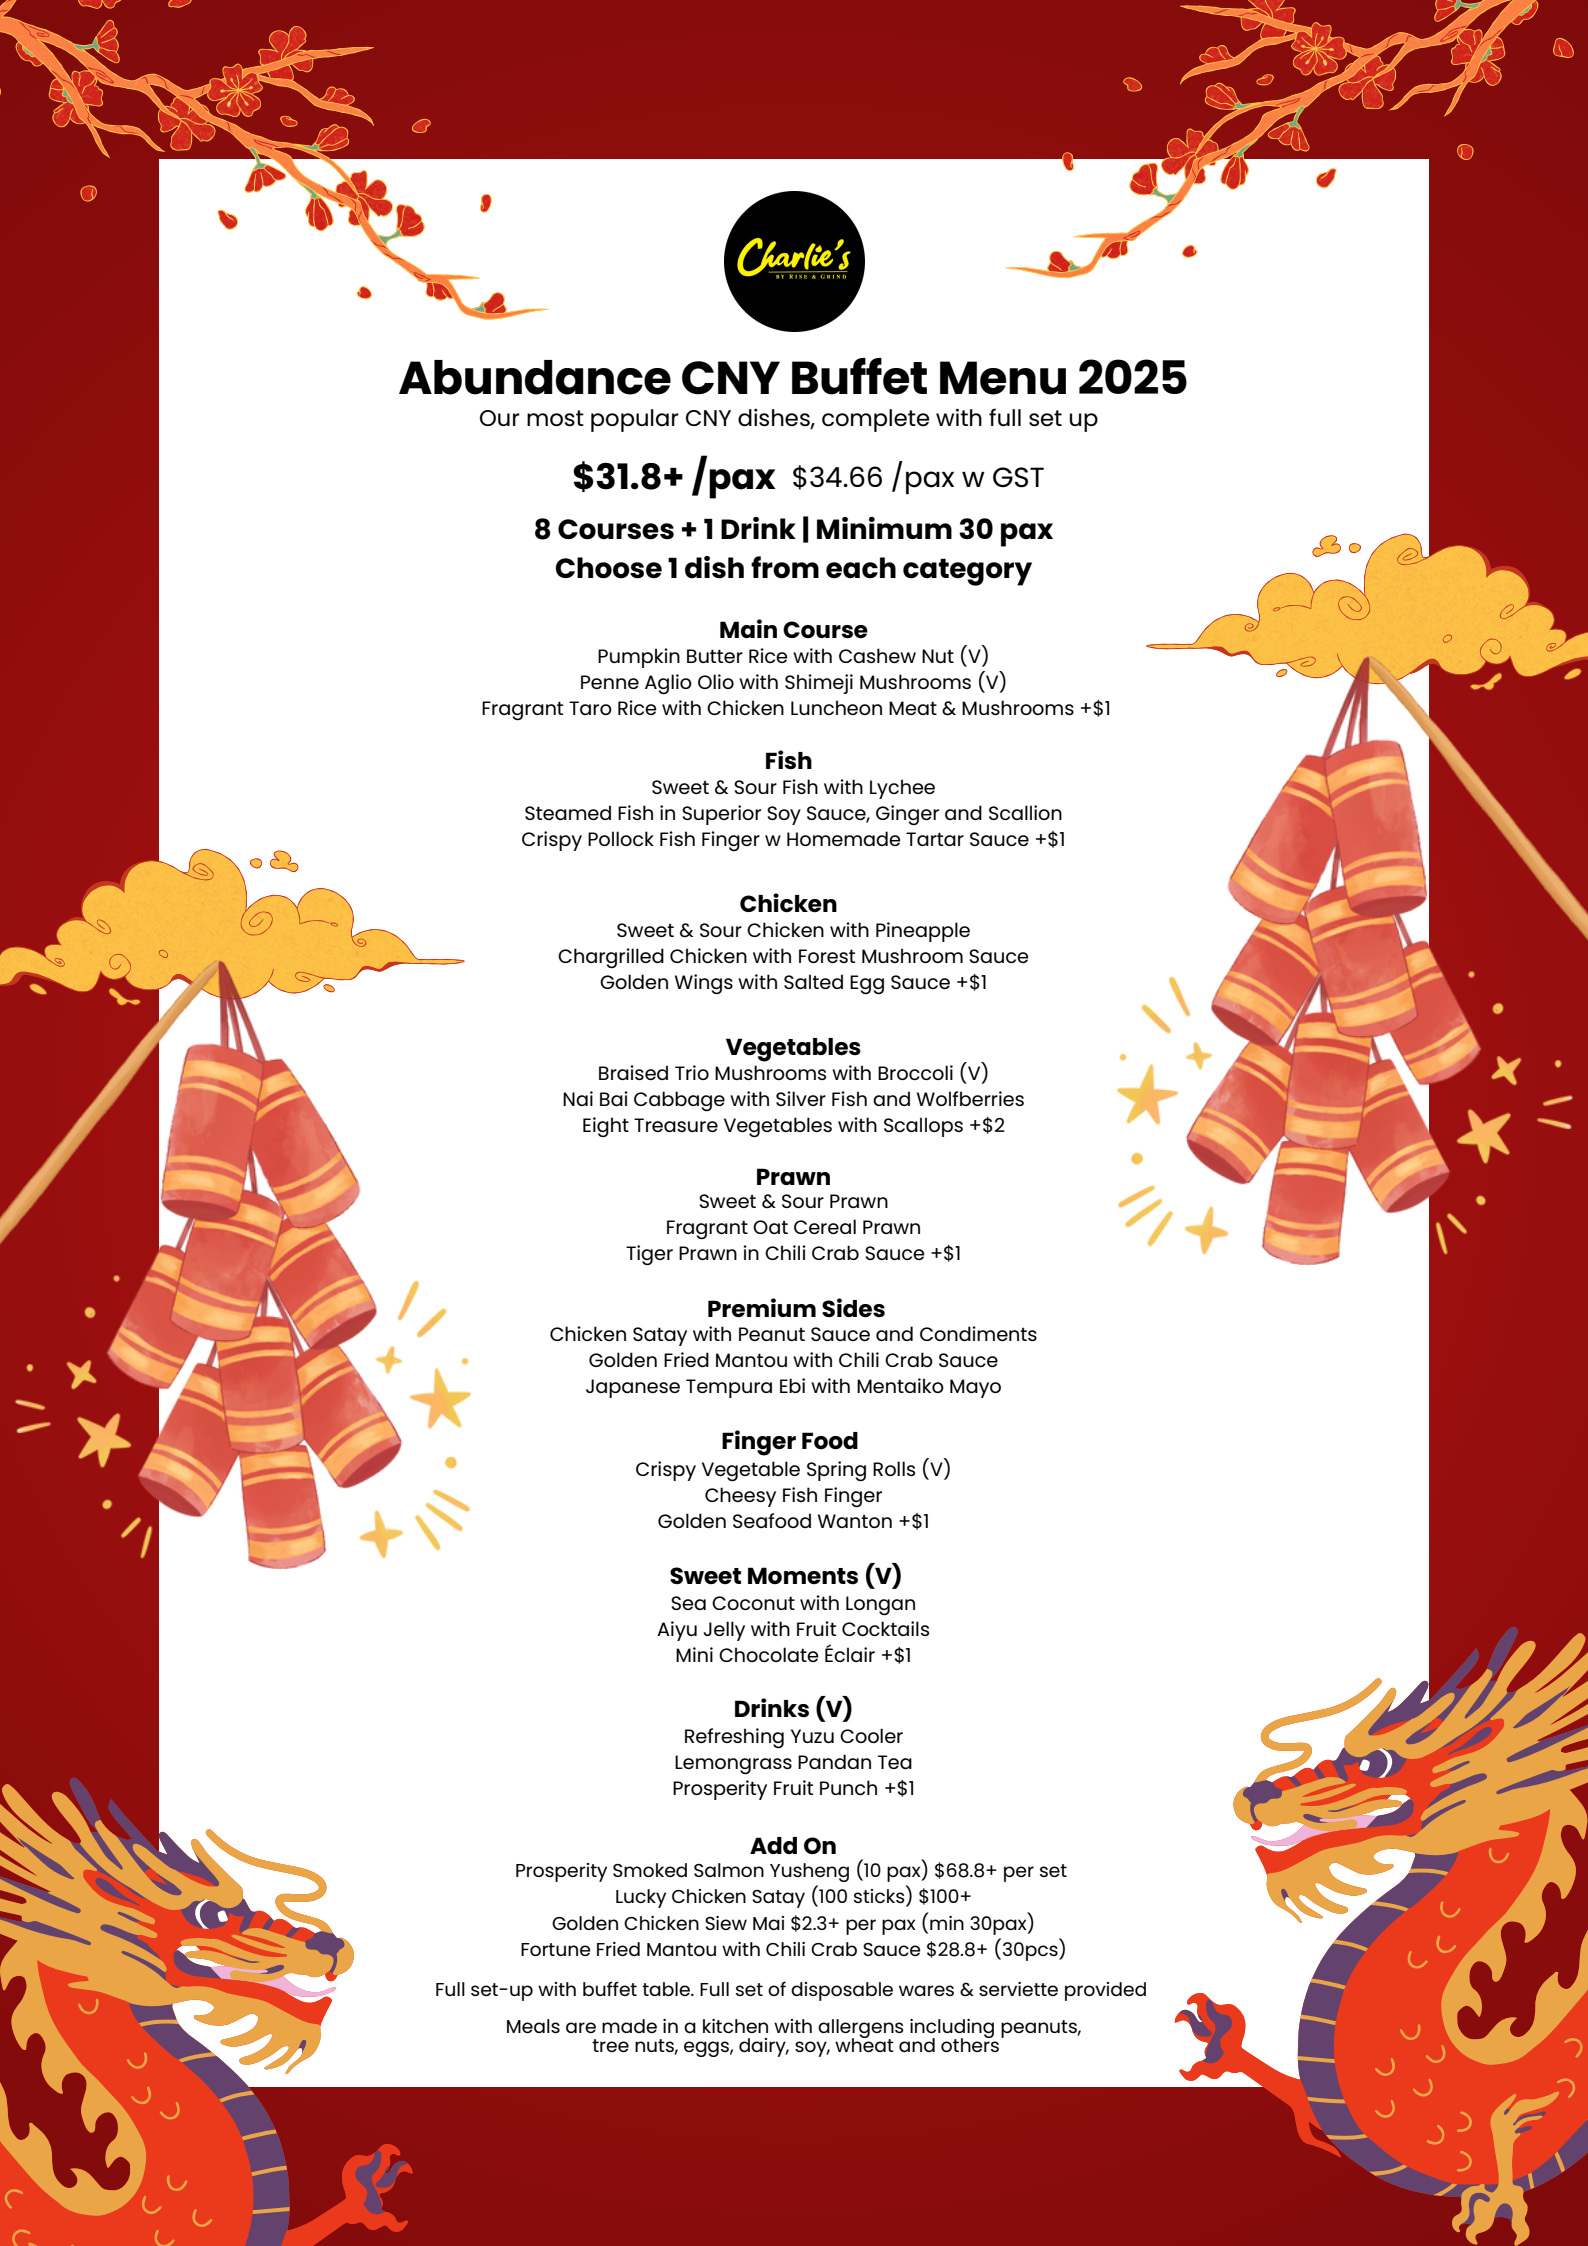 Charlie's
BY RISE & GRIND
Abundance CNY Buffet Menu 2025
Our most popular CNY dishes, complete with full set up
$31.8+ /pax $34.66 /pax w GST
8 Courses + 1 Drink | Minimum 30 pax
Choose 1 dish from each category
Main Course
Pumpkin Butter Rice with Cashew Nut (V)
Penne Aglio Olio with Shimeji Mushrooms (V)
Fragrant Taro Rice with Chicken Luncheon Meat & Mushrooms +$1
Fish
Sweet & Sour Fish with Lychee
Steamed Fish in Superior Soy Sauce, Ginger and Scallion
Crispy Pollock Fish Finger w Homemade Tartar Sauce +$1
Chicken
Sweet & Sour Chicken with Pineapple
Chargrilled Chicken with Forest Mushroom Sauce
Golden Wings with Salted Egg Sauce +$1
Vegetables
Braised Trio Mushrooms with Broccoli (V)
Nai Bai Cabbage with Silver Fish and Wolfberries
Eight Treasure Vegetables with Scallops +$2
Prawn
Sweet & Sour Prawn
Fragrant Oat Cereal Prawn
Tiger Prawn in Chili Crab Sauce +$1
Premium Sides
Chicken Satay with Peanut Sauce and Condiments
Golden Fried Mantou with Chili Crab Sauce
Japanese Tempura Ebi with Mentaiko Mayo
Finger Food
Crispy Vegetable Spring Rolls (V)
Cheesy Fish Finger
Golden Seafood Wanton +$1
Sweet Moments (V)
Sea Coconut with Longan
Aiyu Jelly with Fruit Cocktails
Mini Chocolate Éclair +$1
Drinks (V)
Refreshing Yuzu Cooler
Lemongrass Pandan Tea
Prosperity Fruit Punch +$1
Add On
Prosperity Smoked Salmon Yusheng (10 pax) $68.8+ per set
Lucky Chicken Satay (100 sticks) $100+
Golden Chicken Siew Mai $2.3+ per pax (min 30pax)
Fortune Fried Mantou with Chili Crab Sauce $28.8+ (30pcs)
Full set-up with buffet table. Full set of disposable wares & serviette provided
Meals are made in a kitchen with allergens including peanuts,
tree nuts, eggs, dairy, soy, wheat and others